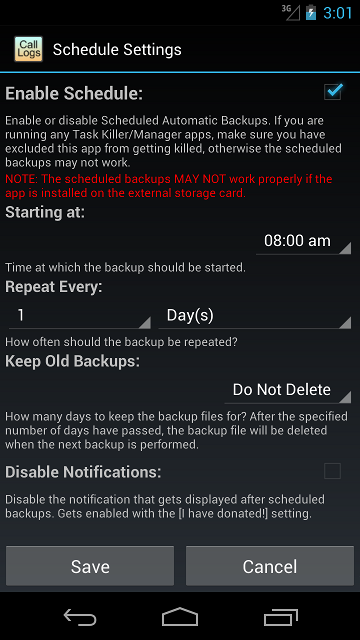 3G 3:01
Call
Logs
Schedule Settings
Enable Schedule:
Enable or disable Scheduled Automatic Backups. If you are
running any Task Killer/Manager apps, make sure you have
excluded this app from getting killed, otherwise the scheduled
backups may not work.
NOTE: The scheduled backups MAY NOT work properly if the
app is installed on the external storage card.
Starting at:
08:00 am
Time at which the backup should be started.
Repeat Every:
1 Day(s)
How often should the backup be repeated?
Keep Old Backups:
Do Not Delete
How many days to keep the backup files for? After the specified
number of days have passed, the backup file will be deleted
when the next backup is performed.
Disable Notifications:
Disable the notification that gets displayed after scheduled
backups. Gets enabled with the [I have donated!] setting.
Save Cancel